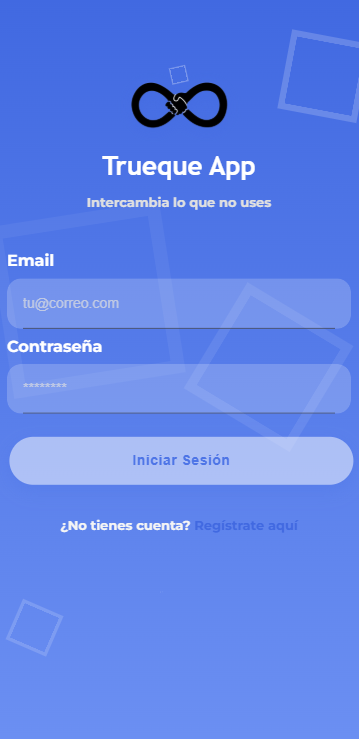 Trueque App
Intercambia lo que no uses
Email
tu@correo.com
Contraseña
********
Iniciar Sesión
¿No tienes cuenta? Regístrate aquí